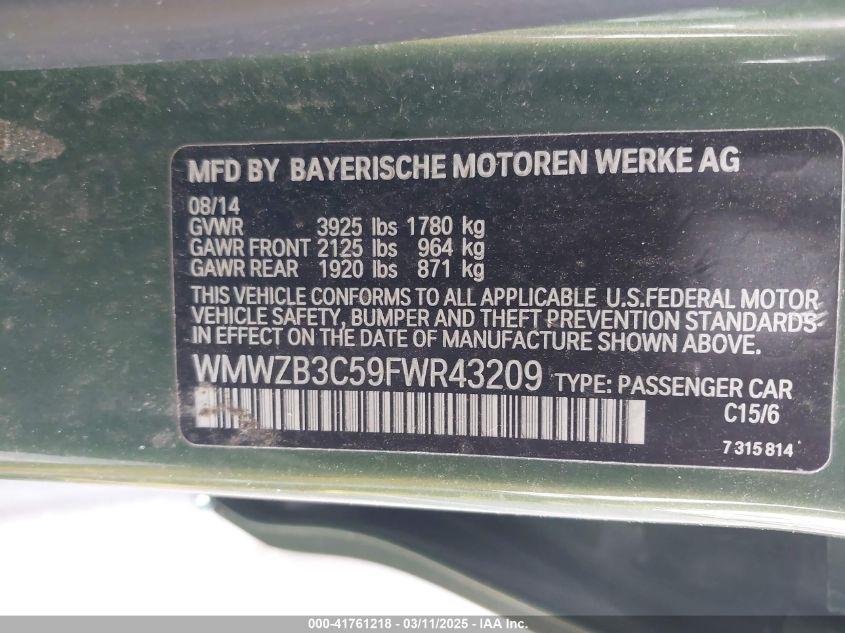 MFD BY BAYERISCHE MOTOREN WERKE AG
08/14
GVWR 3925 lbs 1780 kg
GAWR FRONT 2125 lbs 964 kg
GAWR REAR 1920 lbs 871 kg
THIS VEHICLE CONFORMS TO ALL APPLICABLE U.S.FEDERAL MOTOR
VEHICLE SAFETY, BUMPER AND THEFT PREVENTION STANDARDS
IN EFFECT ON THE DATE OF MANUFACTURE SHOWN ABOVE.
WMWZB3C59FWR43209 TYPE: PASSENGER CAR
C15/6
7 315 814
000-41761218 - 03/11/2025 - IAA Inc.